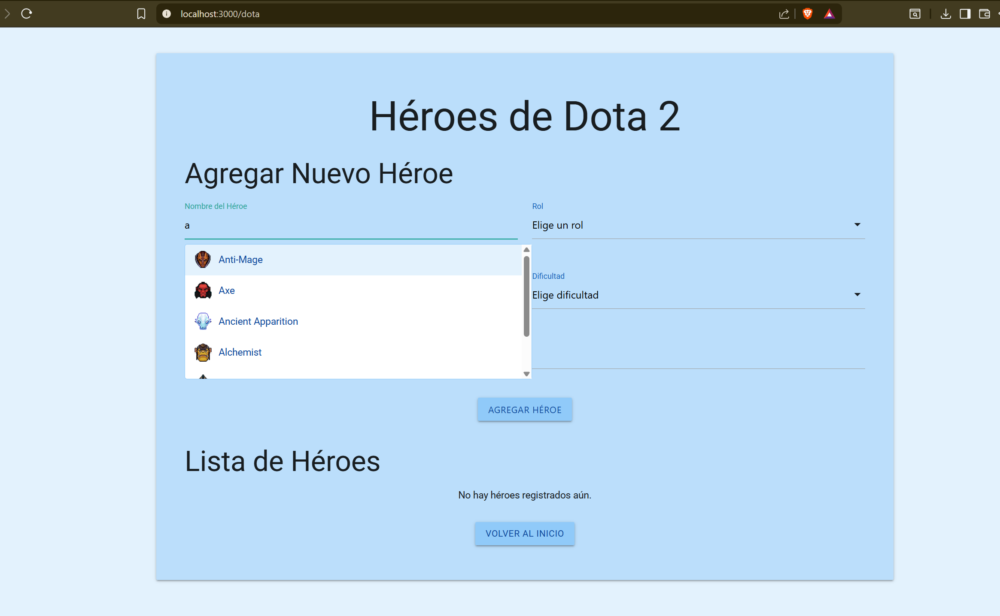 localhost:3000/dota
Héroes de Dota 2
Agregar Nuevo Héroe
Nombre del Héroe
a
Rol
Elige un rol
Anti-Mage
Axe
Ancient Apparition
Alchemist
Dificultad
Elige dificultad
AGREGAR HÉROE
Lista de Héroes
No hay héroes registrados aún.
VOLVER AL INICIO